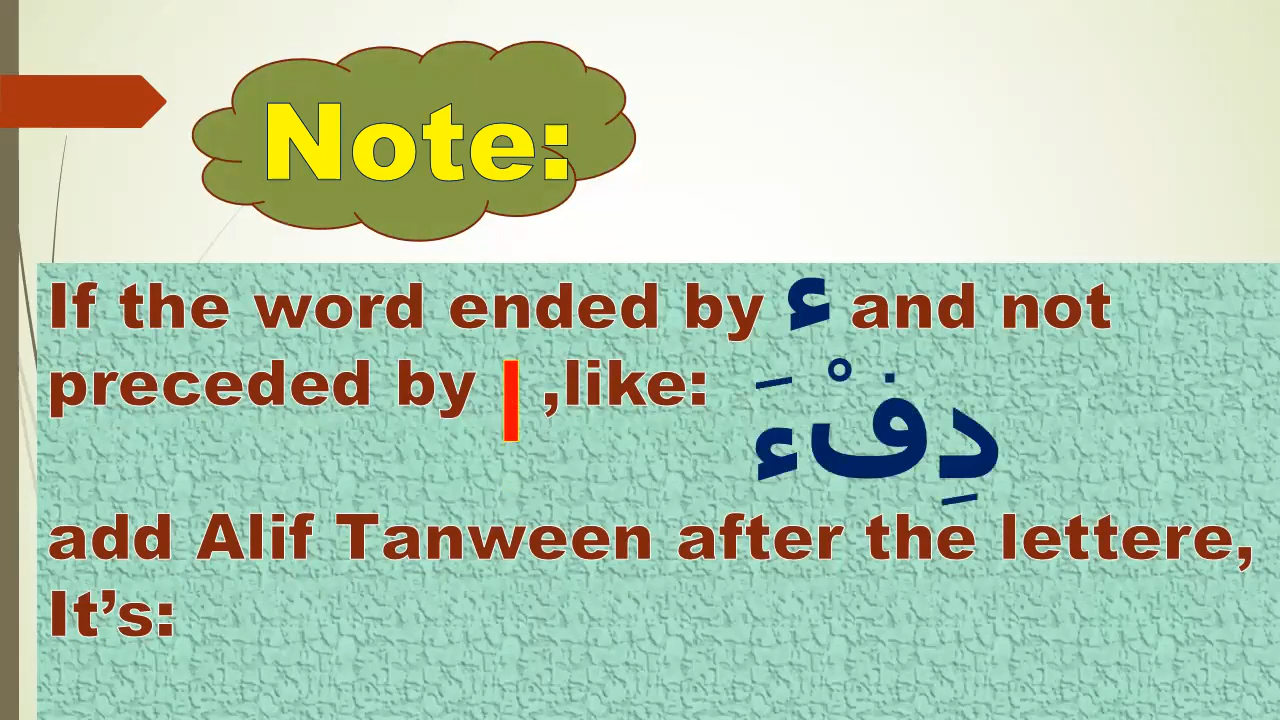 Note:
If the word ended by ء and not
preceded by ا ,like: دِفْءَ
add Alif Tanween after the lettere,
It’s: